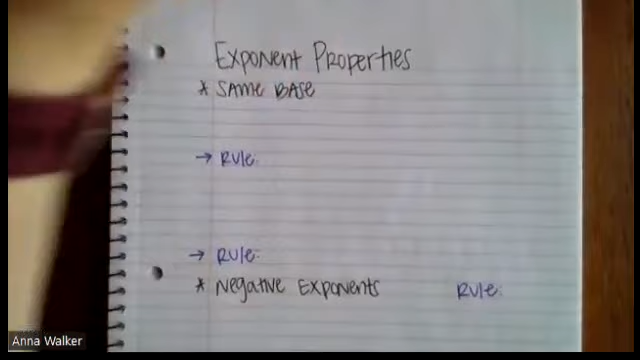 Exponent Properties
* SAME BASE
→ RULE:
→ RULE:
* Negative Exponents RULE:
Anna Walker